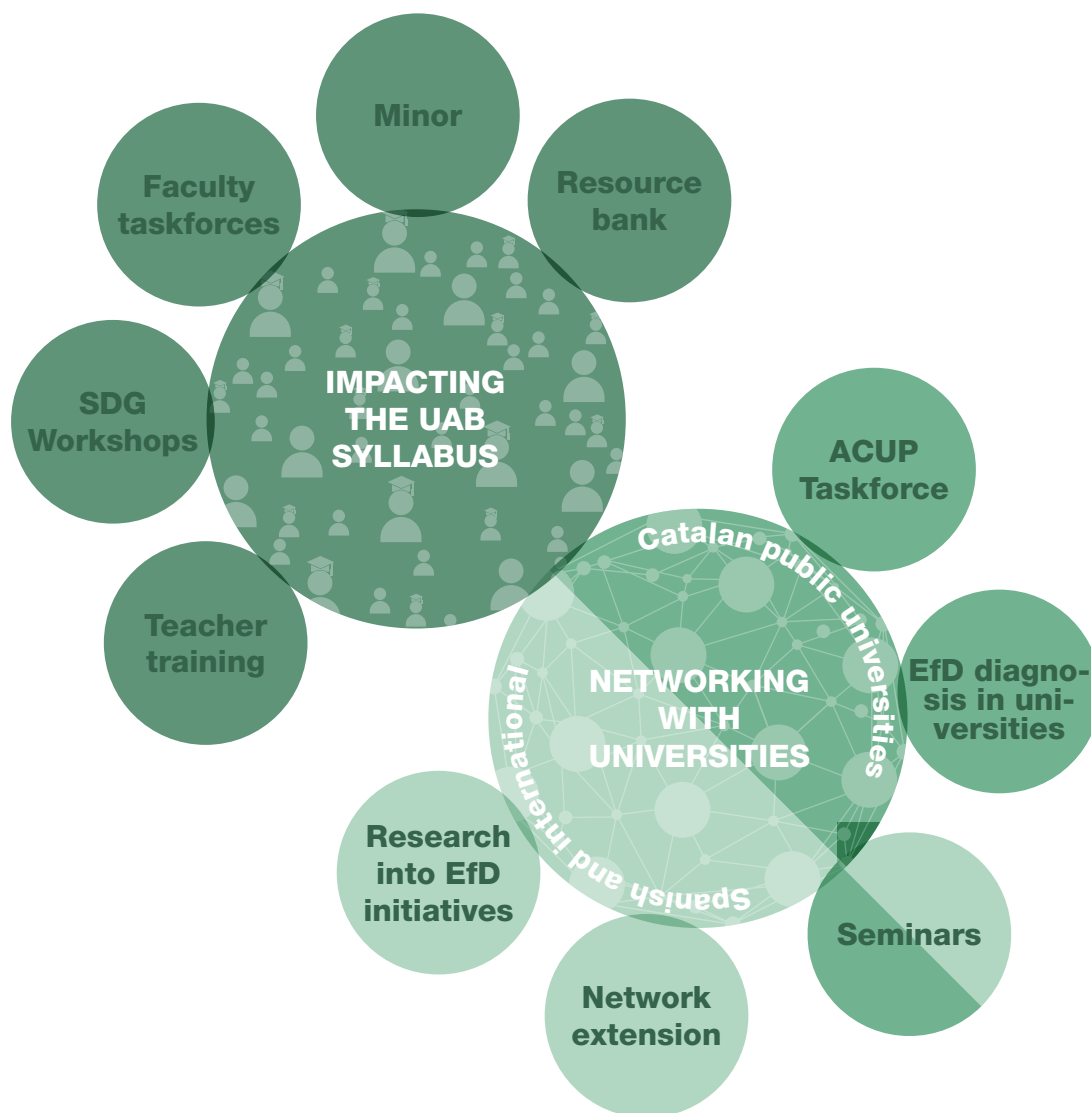 Minor
Faculty
taskforces
Resource
bank
SDG
Workshops
IMPACTING
THE UAB
SYLLABUS
Teacher
training
ACUP
Taskforce
Catalan public universities
NETWORKING
WITH
UNIVERSITIES
Spanish and international
EfD diagno-
sis in uni-
versities
Research
into EfD
initiatives
Seminars
Network
extension